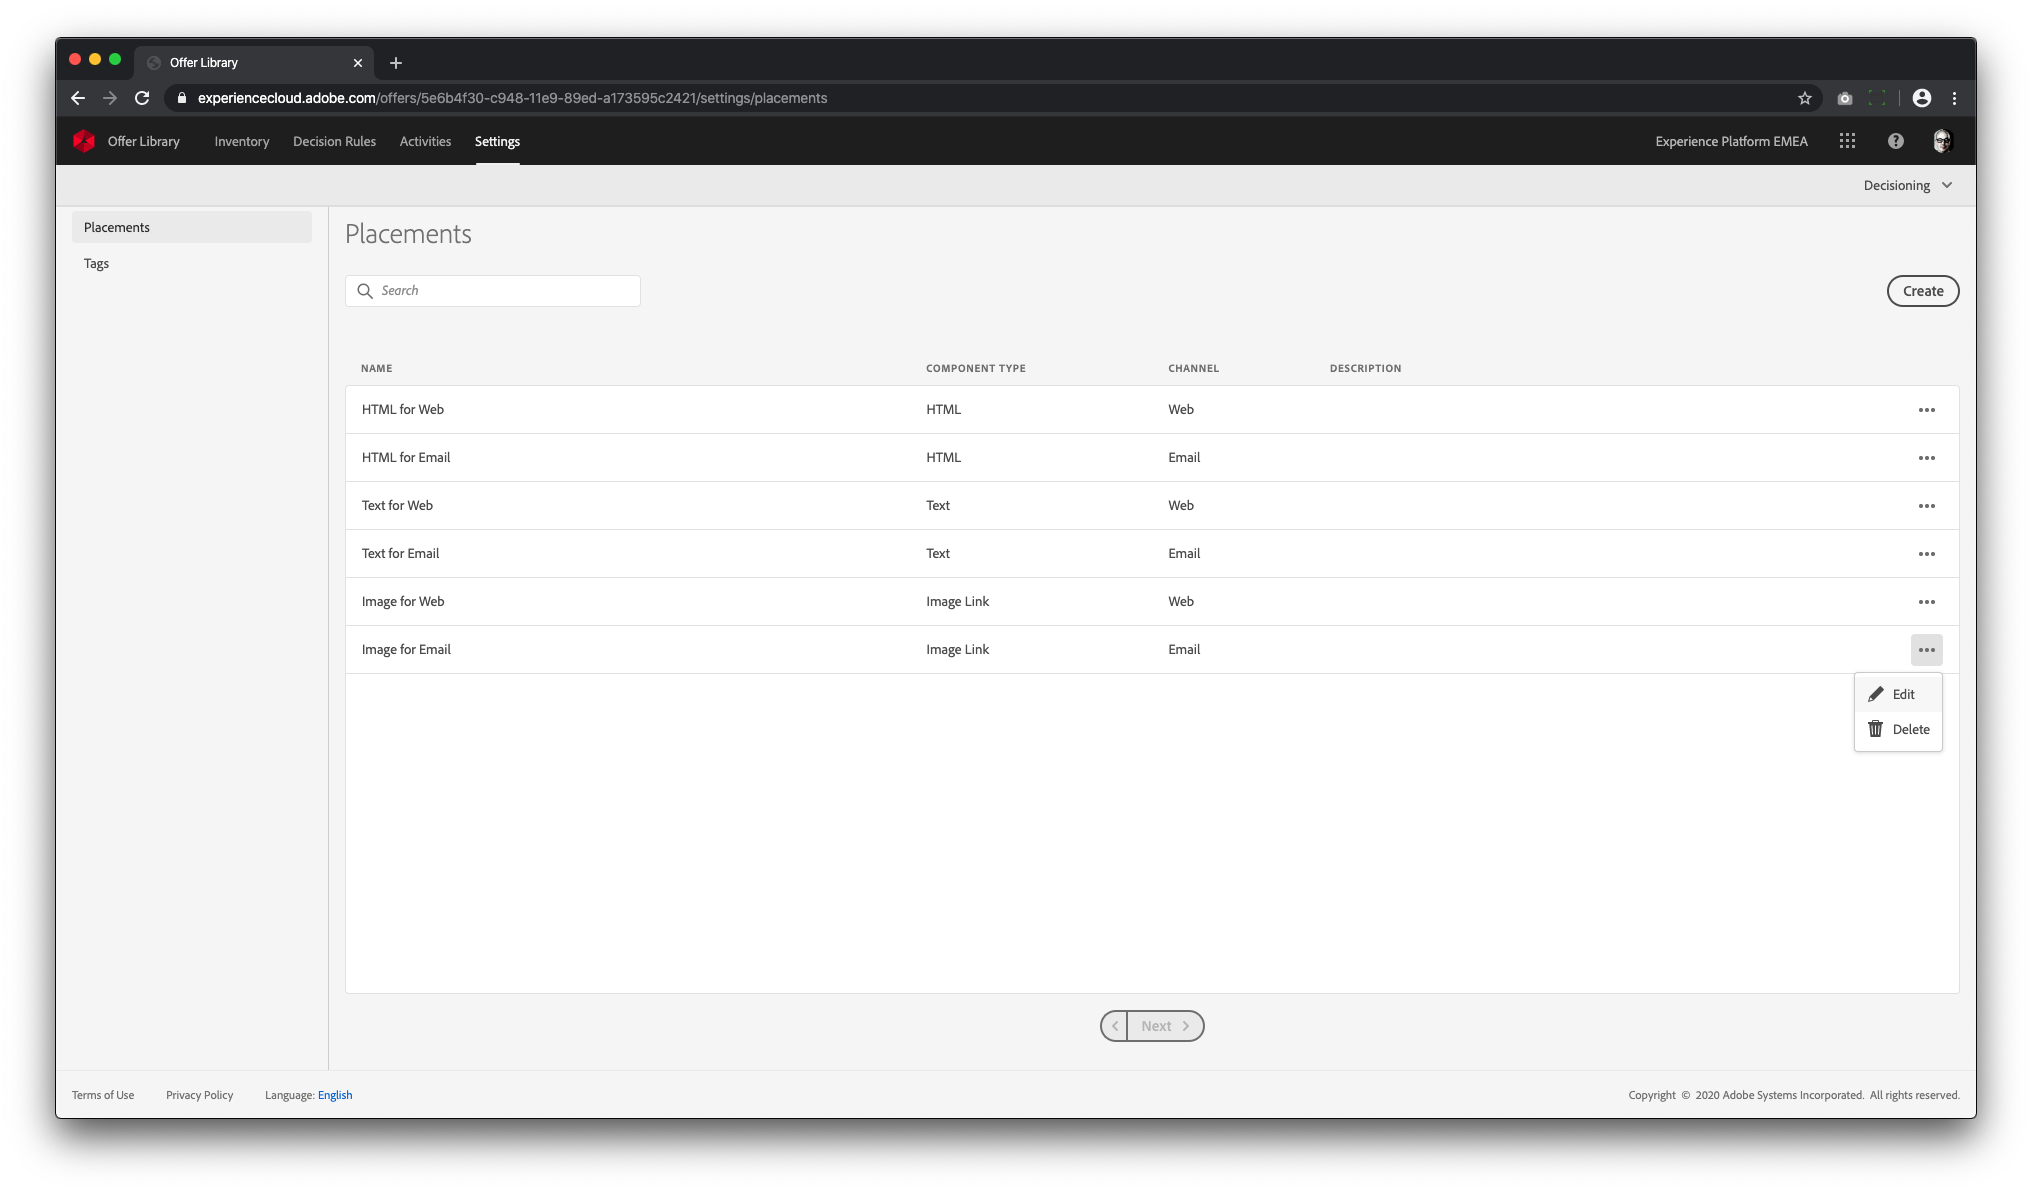 Offer Library
experiencecloud.adobe.com/offers/5e6b4f30-c948-11e9-89ed-a173595c2421/settings/placements
Offer Library Inventory Decision Rules Activities Settings Experience Platform EMEA
Decisioning
Placements
Tags
Placements
Search
Create
NAME COMPONENT TYPE CHANNEL DESCRIPTION
HTML for Web HTML Web
HTML for Email HTML Email
Text for Web Text Web
Text for Email Text Email
Image for Web Image Link Web
Image for Email Image Link Email
Edit
Delete
Next
Terms of Use Privacy Policy Language: English Copyright © 2020 Adobe Systems Incorporated. All rights reserved.